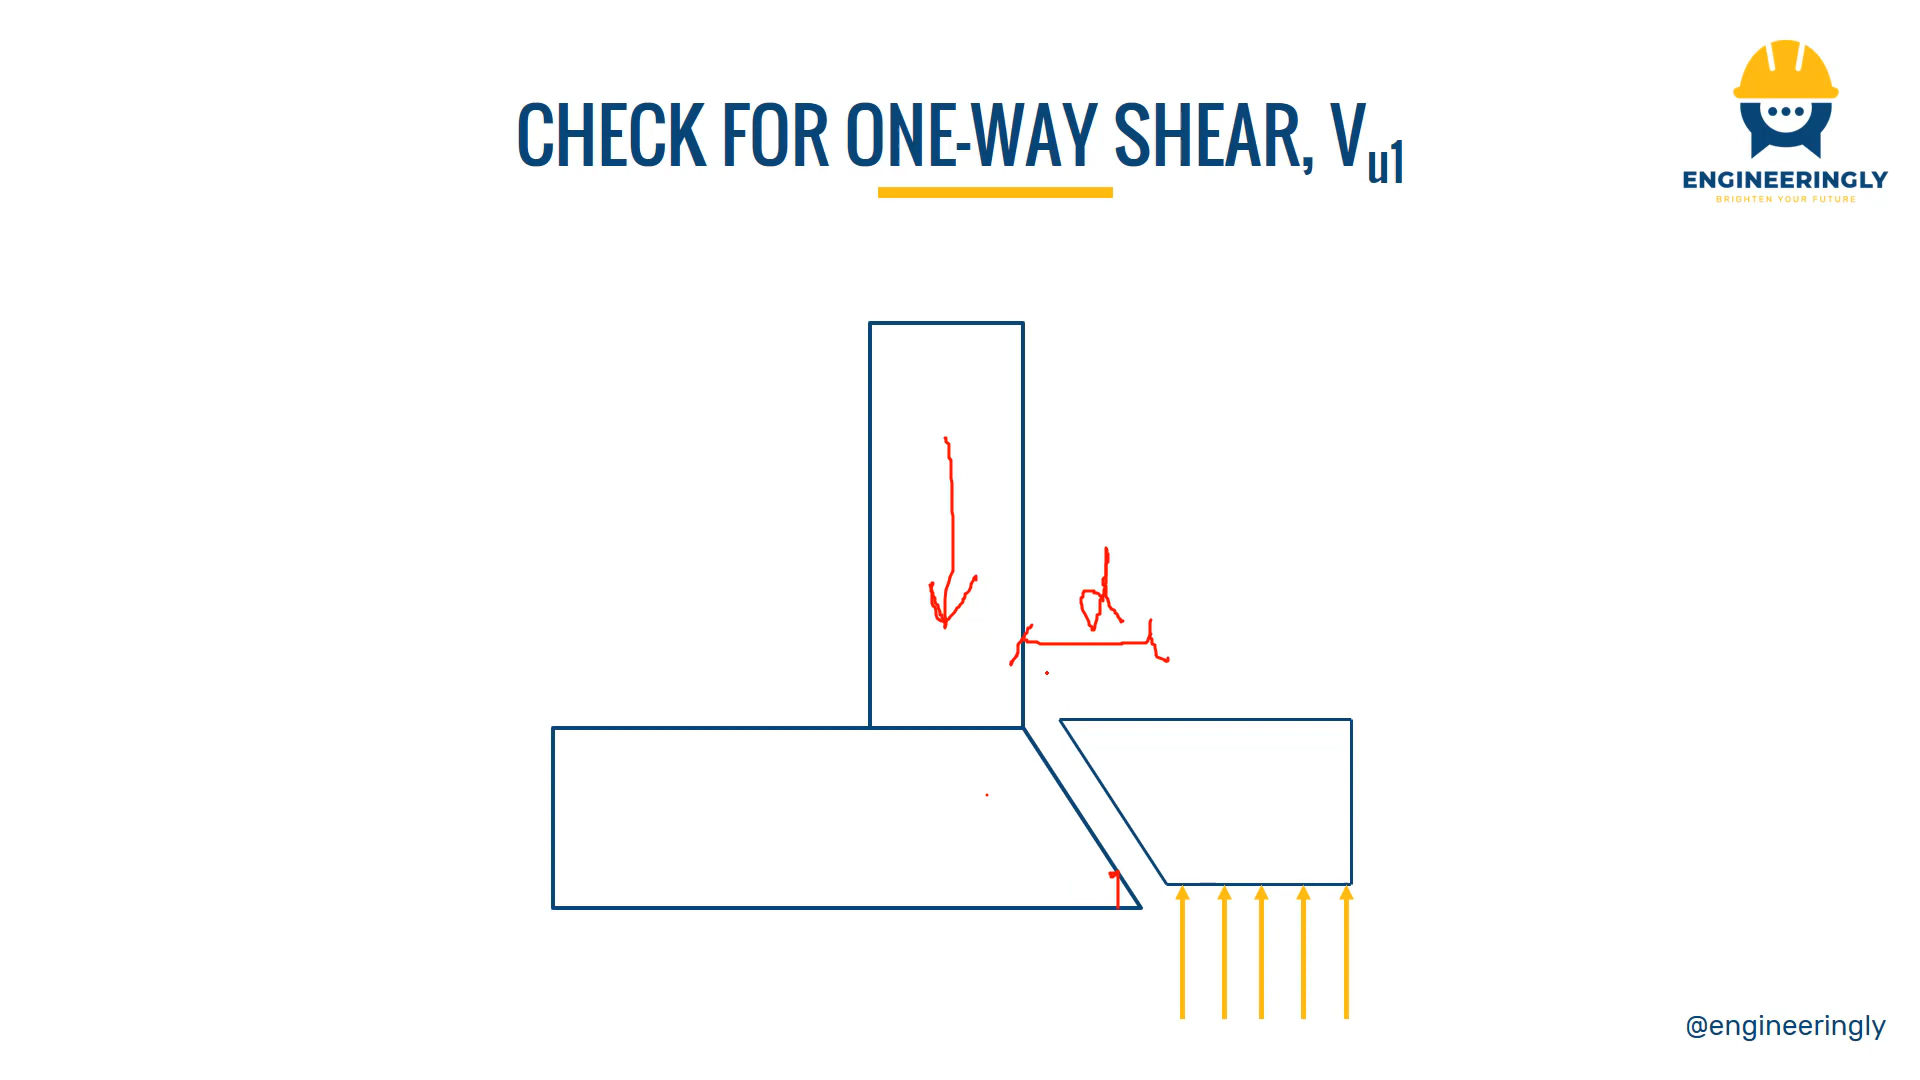 CHECK FOR ONE-WAY SHEAR, Vu1
ENGINEERINGLY
BRIGHTEN YOUR FUTURE
d
@engineeringly